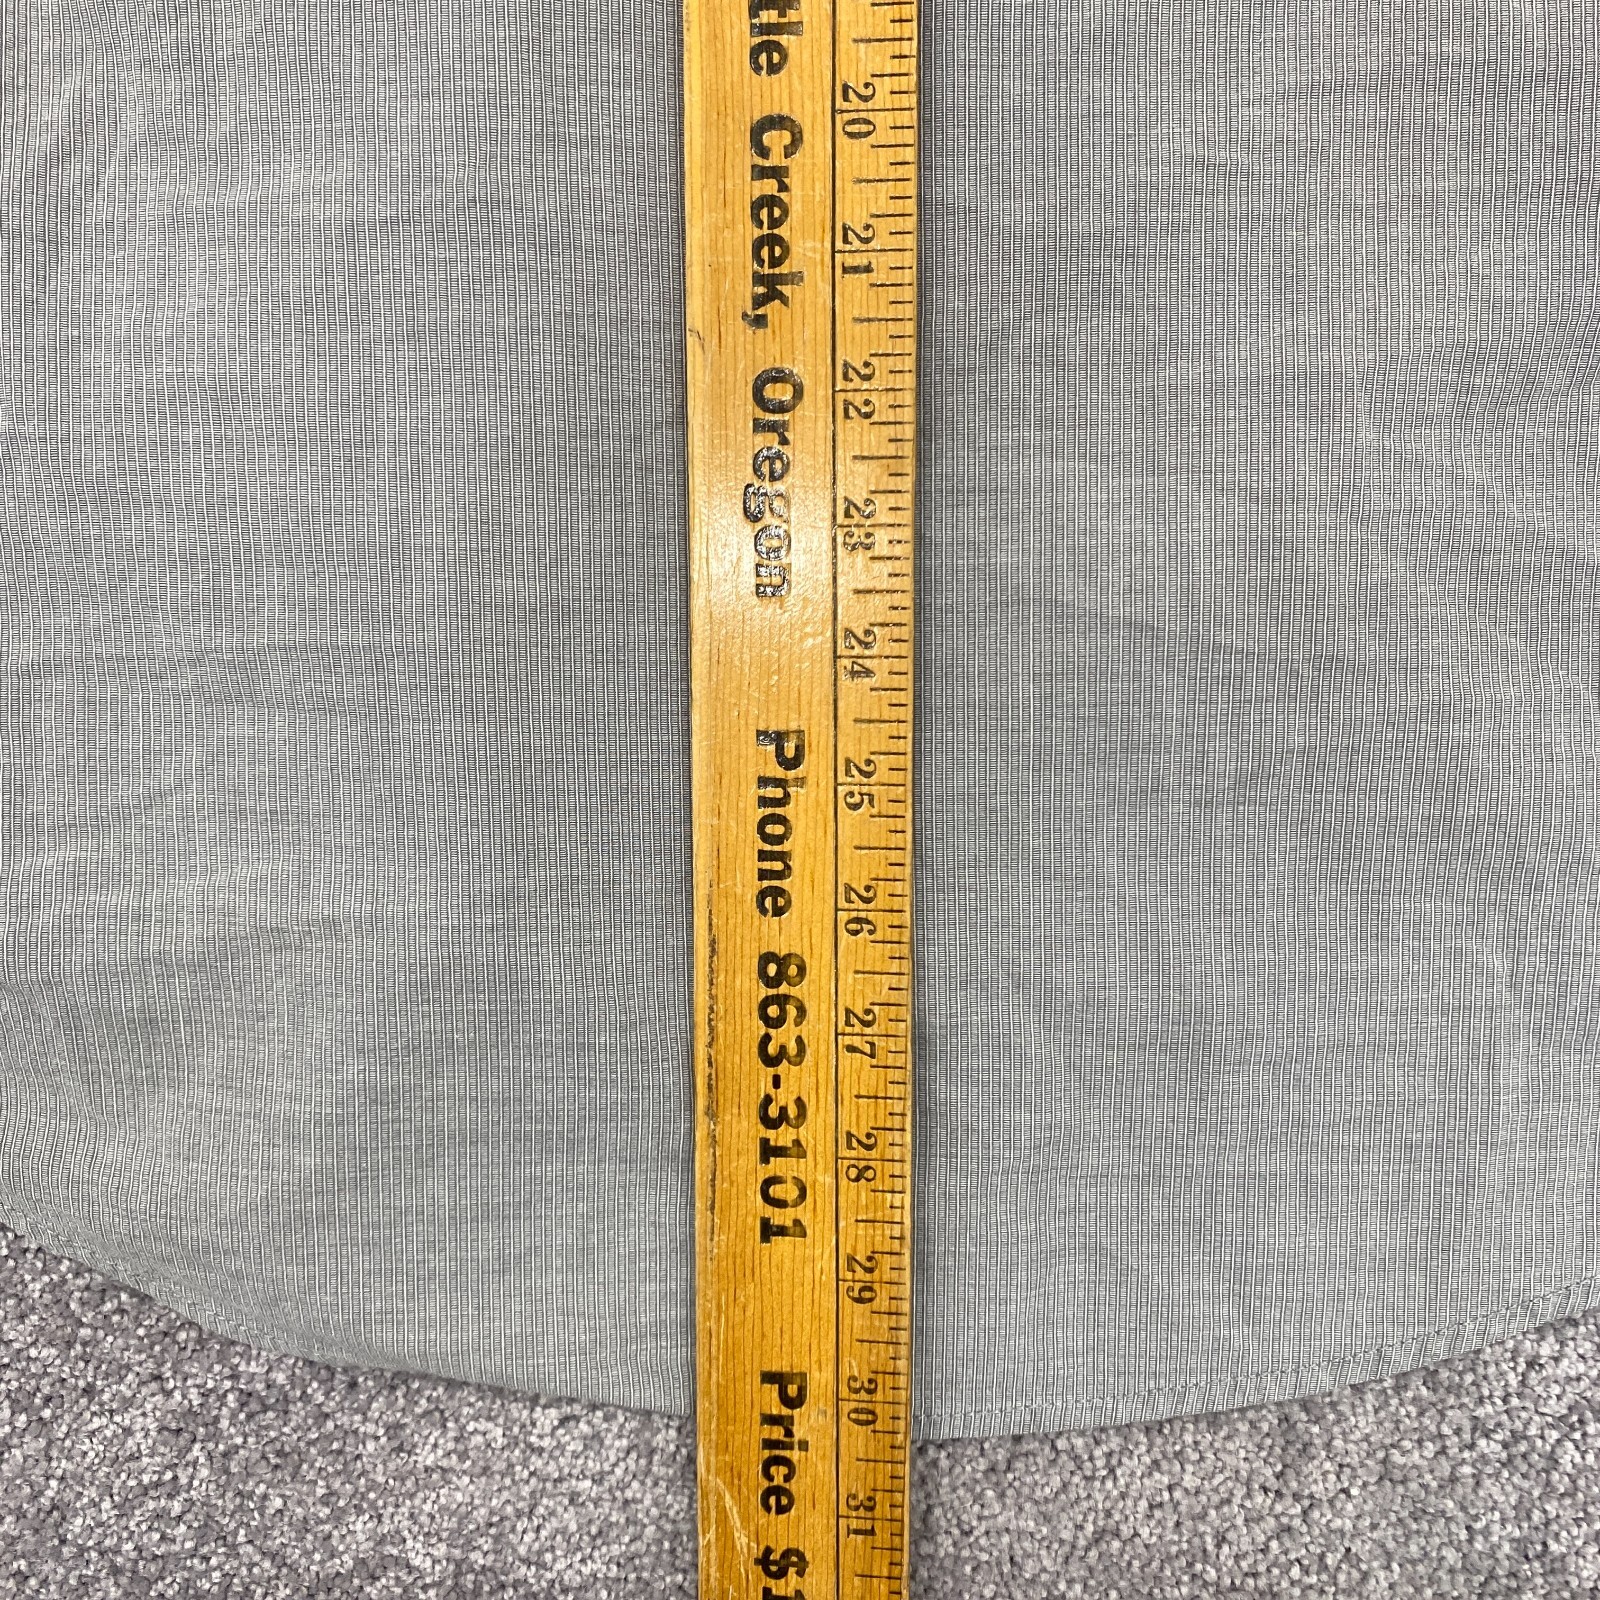 tle Creek, Oregon Phone 863-3101 Price $1
20 21 22 23 24 25 26 27 28 29 30 31